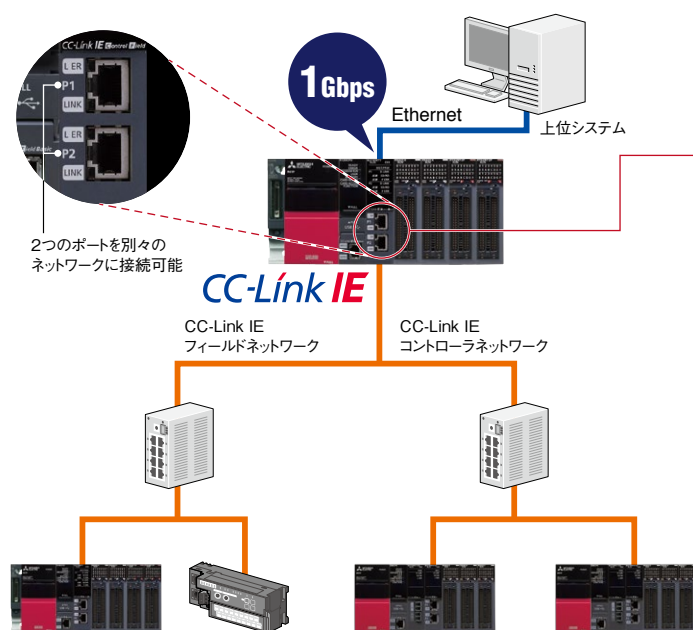 CC-Link IE Control Field
L ER
P1
LINK
L ER
P2
LINK
2つのポートを別々の
ネットワークに接続可能
1Gbps
Ethernet
上位システム
CC-Link IE
CC-Link IE
フィールドネットワーク
CC-Link IE
コントローラネットワーク